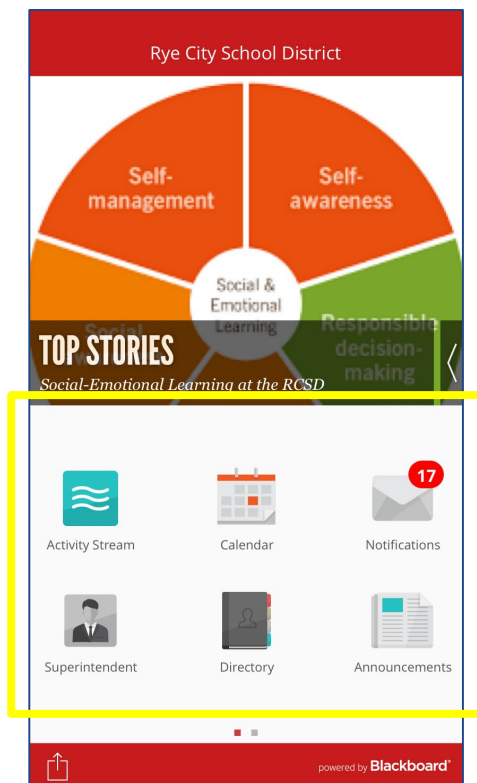 Rye City School District
Self-
management
Self-
awareness
Social &
Emotional
Learning
Social
Responsible
decision-
making
TOP STORIES
Social-Emotional Learning at the RCSD
17
Activity Stream
Calendar
Notifications
Superintendent
Directory
Announcements
powered by Blackboard